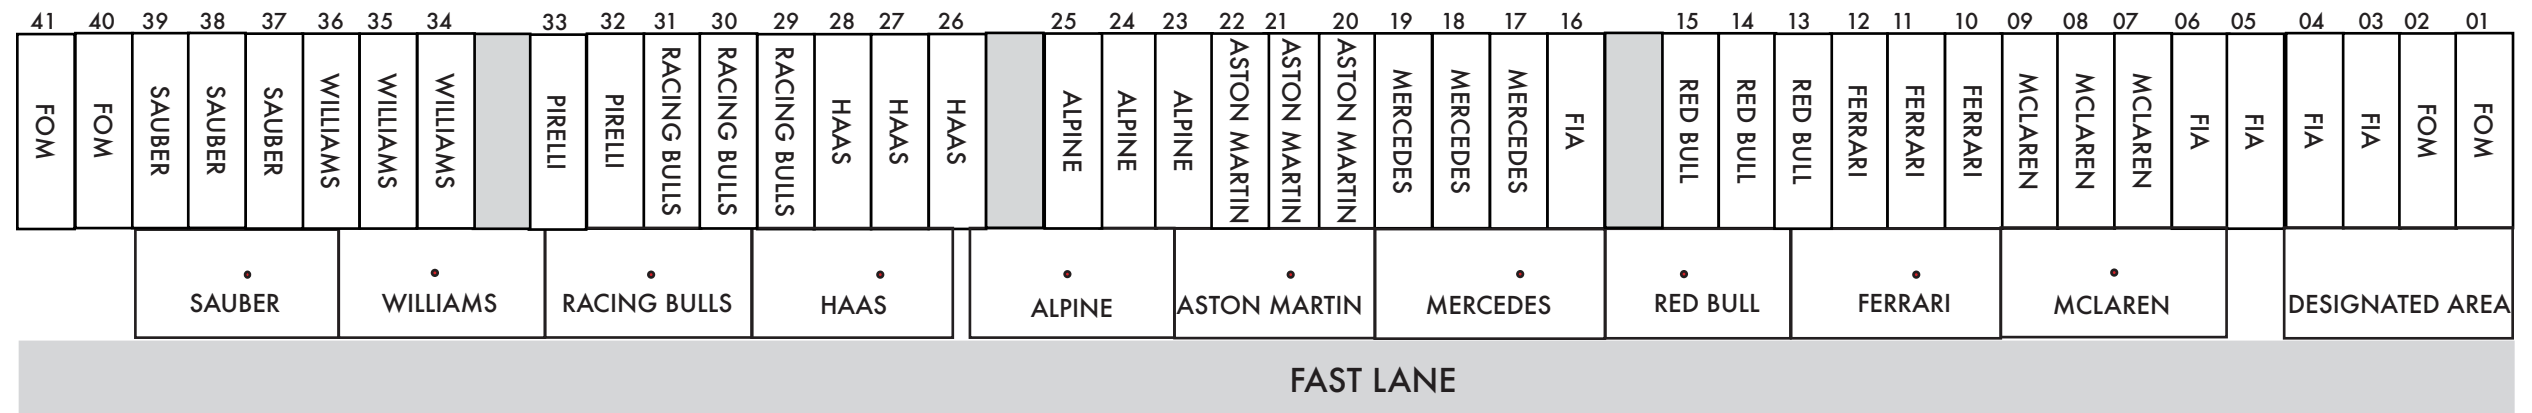 41 40 39 38 37 36 35 34 33 32 31 30 29 28 27 26 25 24 23 22 21 20 19 18 17 16 15 14 13 12 11 10 09 08 07 06 05 04 03 02 01
FOM
FOM
SAUBER
SAUBER
SAUBER
WILLIAMS
WILLIAMS
WILLIAMS
PIRELLI
PIRELLI
RACING BULLS
RACING BULLS
RACING BULLS
HAAS
HAAS
HAAS
ALPINE
ALPINE
ALPINE
ASTON MARTIN
ASTON MARTIN
ASTON MARTIN
MERCEDES
MERCEDES
MERCEDES
FIA
RED BULL
RED BULL
RED BULL
FERRARI
FERRARI
FERRARI
MCLAREN
MCLAREN
MCLAREN
FIA
FIA
FIA
FIA
FOM
FOM
SAUBER WILLIAMS RACING BULLS HAAS ALPINE ASTON MARTIN MERCEDES RED BULL FERRARI MCLAREN DESIGNATED AREA
FAST LANE